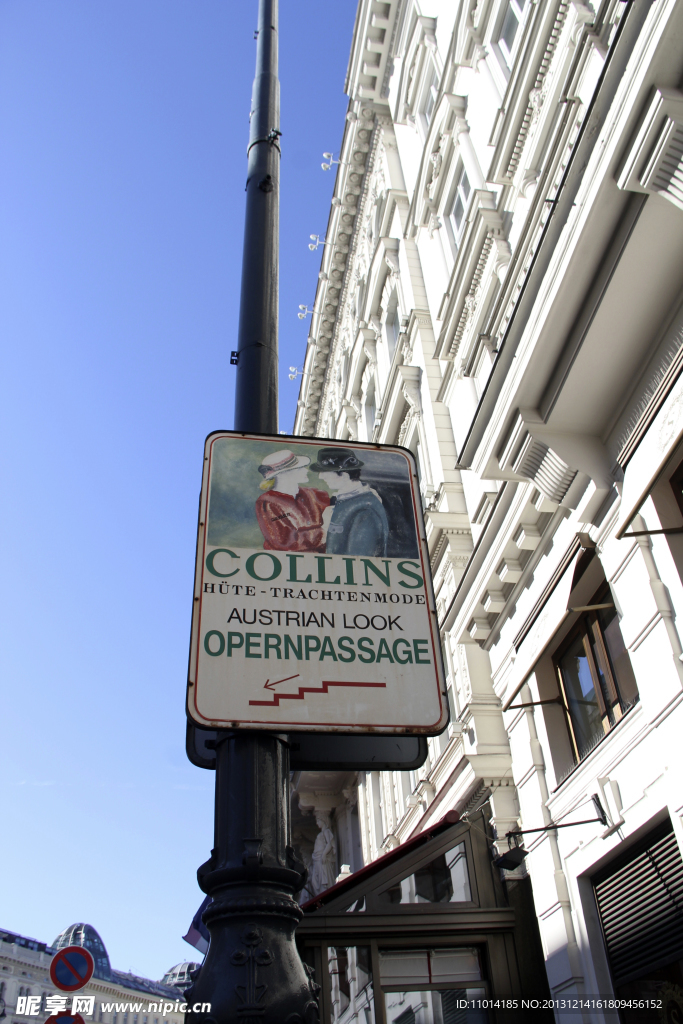 COLLINS
HÜTE - TRACHTENMODE
AUSTRIAN LOOK
OPERNPASSAGE
昵享网 www.nipic.cn
ID:11014185 NO:20131214161809456152